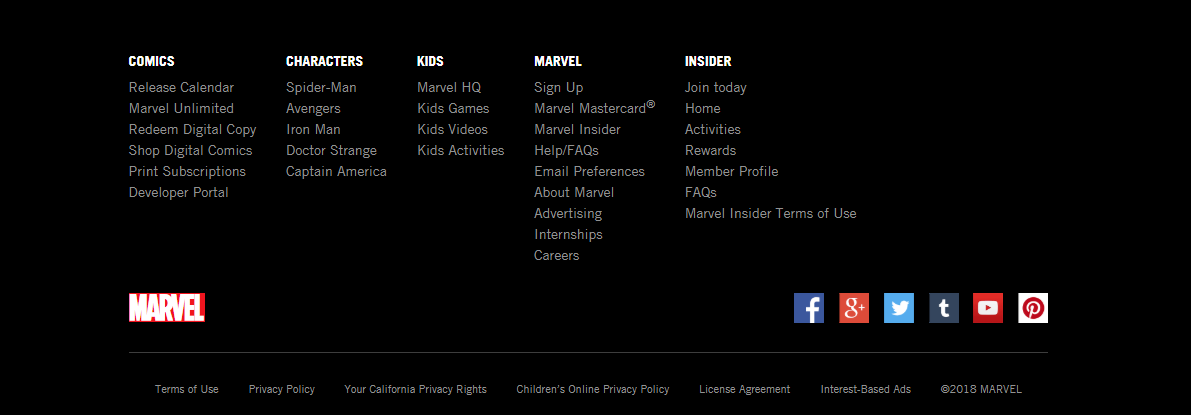 COMICS
Release Calendar
Marvel Unlimited
Redeem Digital Copy
Shop Digital Comics
Print Subscriptions
Developer Portal
CHARACTERS
Spider-Man
Avengers
Iron Man
Doctor Strange
Captain America
KIDS
Marvel HQ
Kids Games
Kids Videos
Kids Activities
MARVEL
Sign Up
Marvel Mastercard®
Marvel Insider
Help/FAQs
Email Preferences
About Marvel
Advertising
Internships
Careers
INSIDER
Join today
Home
Activities
Rewards
Member Profile
FAQs
Marvel Insider Terms of Use
MARVEL
f g+ t
Terms of Use Privacy Policy Your California Privacy Rights Children's Online Privacy Policy License Agreement Interest-Based Ads ©2018 MARVEL